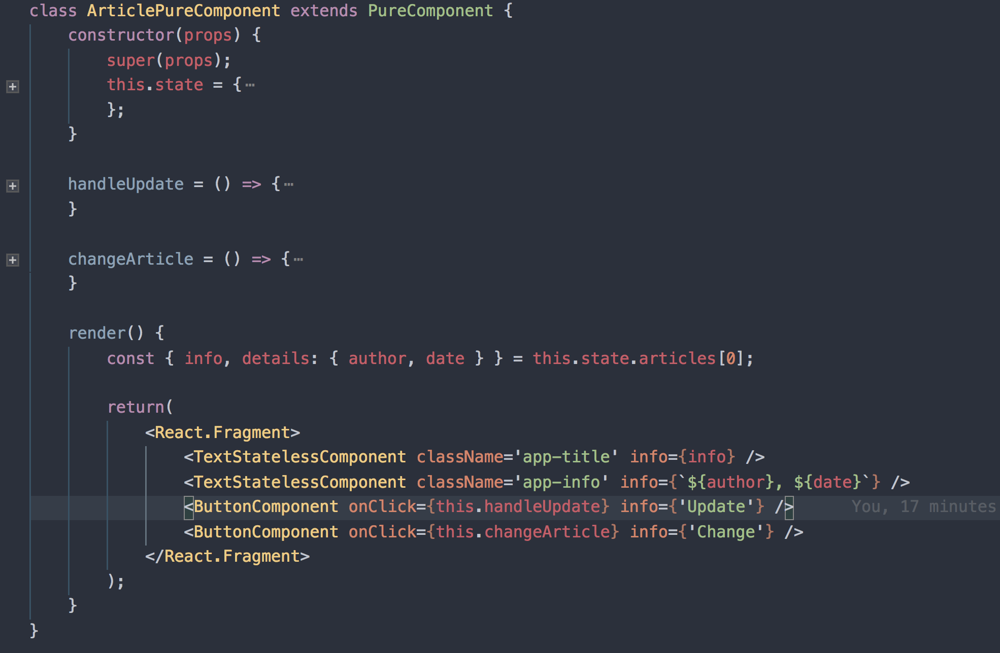 class ArticlePureComponent extends PureComponent {
constructor(props) {
super(props);
this.state = {⋯
};
}
handleUpdate = () => {⋯
}
changeArticle = () => {⋯
}
render() {
const { info, details: { author, date } } = this.state.articles[0];
return(
<React.Fragment>
<TextStatelessComponent className='app-title' info={info} />
<TextStatelessComponent className='app-info' info={`${author}, ${date}`} />
<ButtonComponent onClick={this.handleUpdate} info={'Update'} /> You, 17 minutes
<ButtonComponent onClick={this.changeArticle} info={'Change'} />
</React.Fragment>
);
}
}